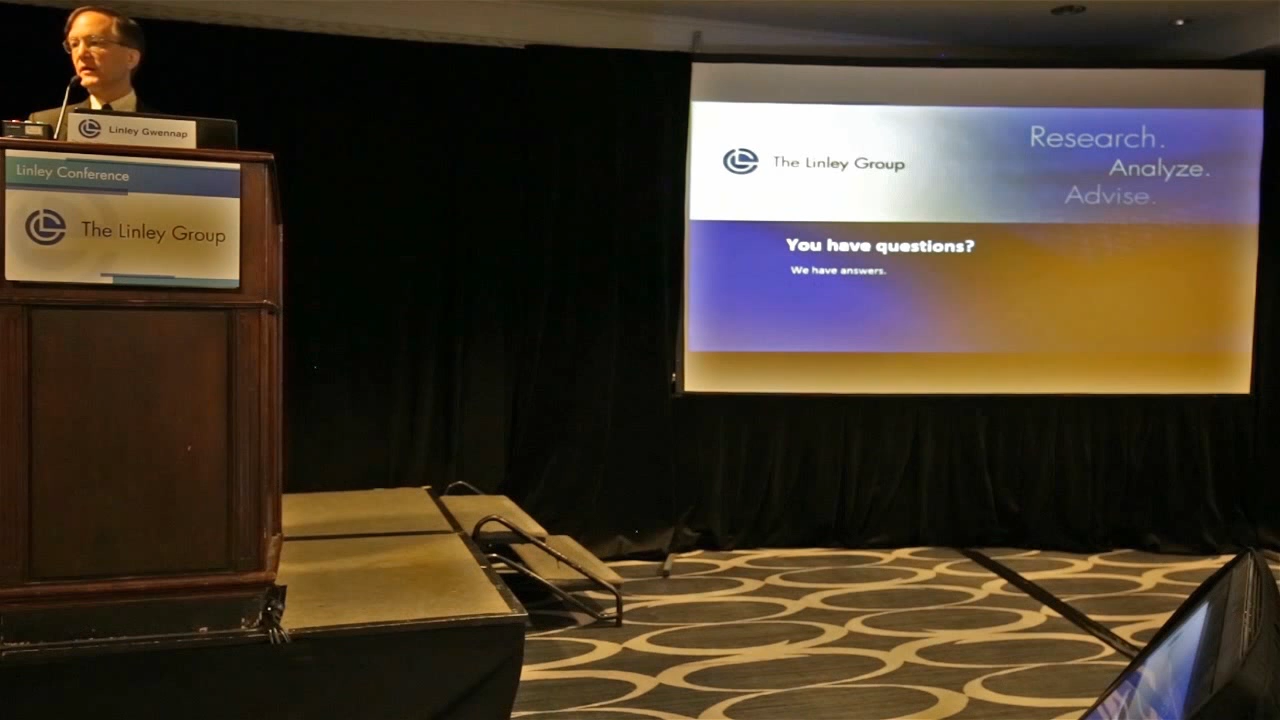 Linley Gwennap
Linley Conference
The Linley Group
The Linley Group
Research.
Analyze.
Advise.
You have questions?
We have answers.